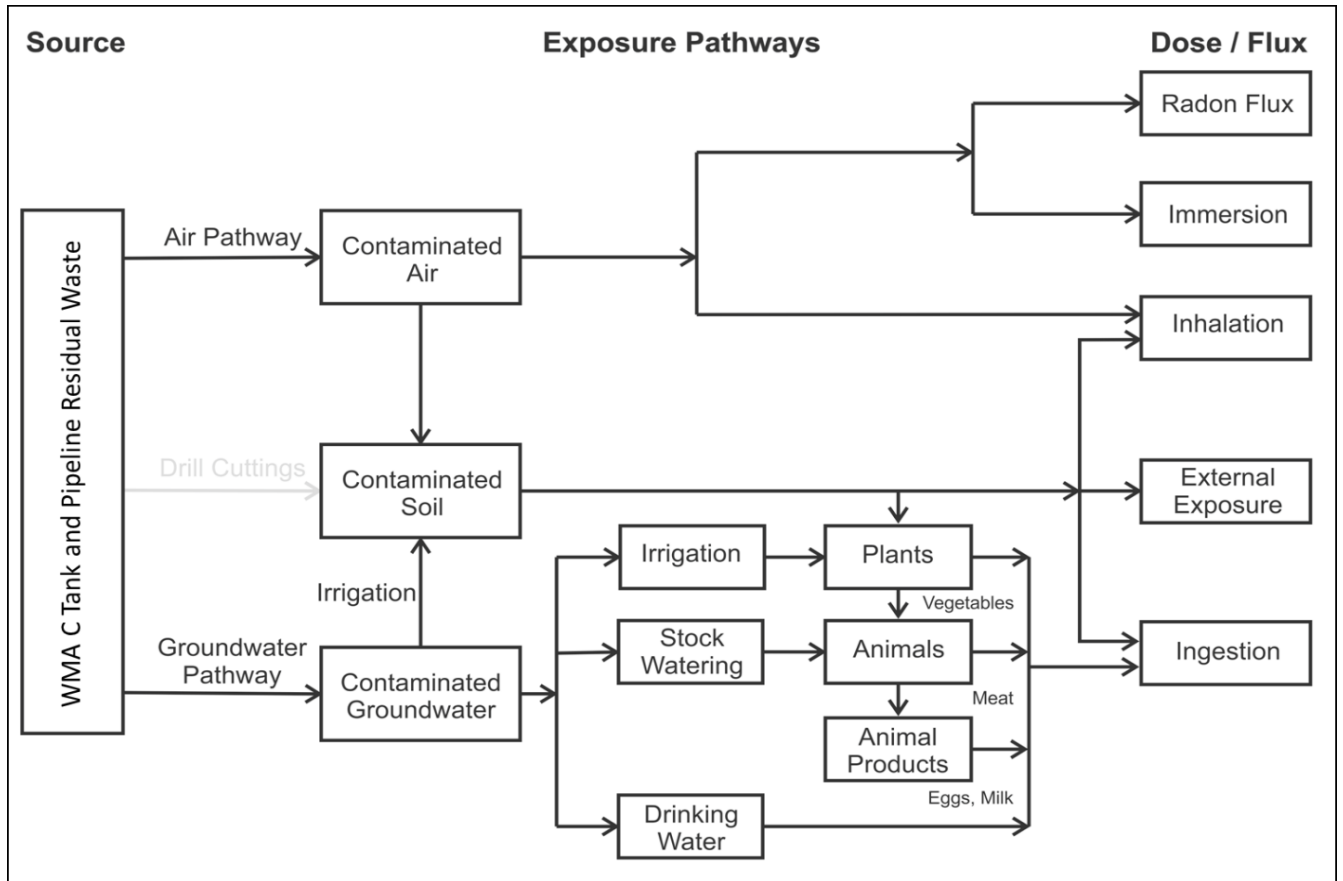 Source
Exposure Pathways
Dose / Flux
Radon Flux
Immersion
Air Pathway
Contaminated
Air
Inhalation
WMA C Tank and Pipeline Residual Waste
Drill Cuttings
Contaminated
Soil
External
Exposure
Irrigation
Irrigation
Plants
Vegetables
Groundwater
Pathway
Contaminated
Groundwater
Stock
Watering
Animals
Ingestion
Meat
Animal
Products
Eggs, Milk
Drinking
Water